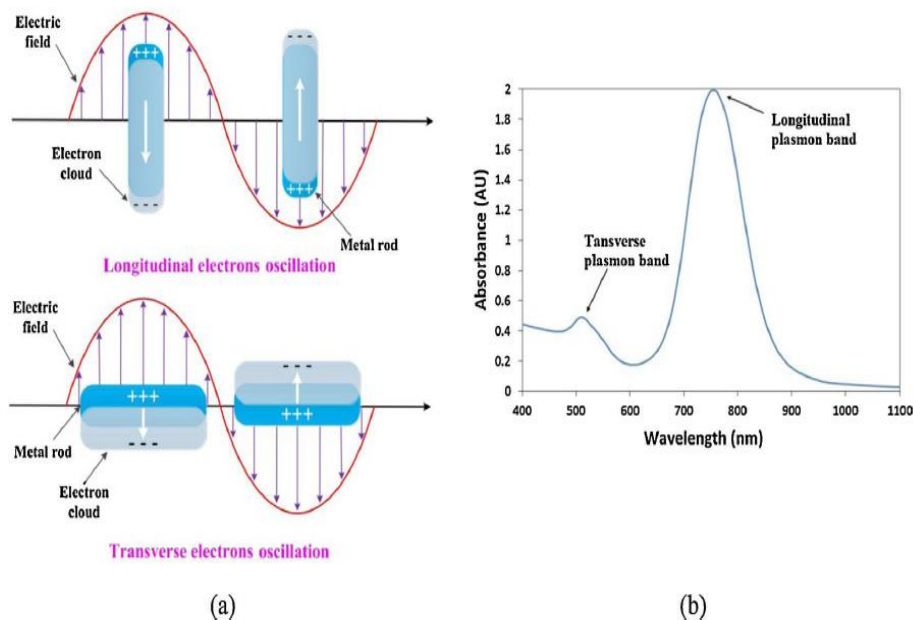 Electric
field
+++
- - -
Electron
cloud
- - -
+++
Metal rod
Longitudinal electrons oscillation
Electric
field
+++
- - -
- - -
+++
Metal rod
Electron
cloud
Transverse electrons oscillation
(a)
Absorbance (AU)
2
1.8
1.6
1.4
1.2
1
0.8
0.6
0.4
0.2
0
Longitudinal
plasmon band
Tansverse
plasmon band
400 500 600 700 800 900 1000 1100
Wavelength (nm)
(b)